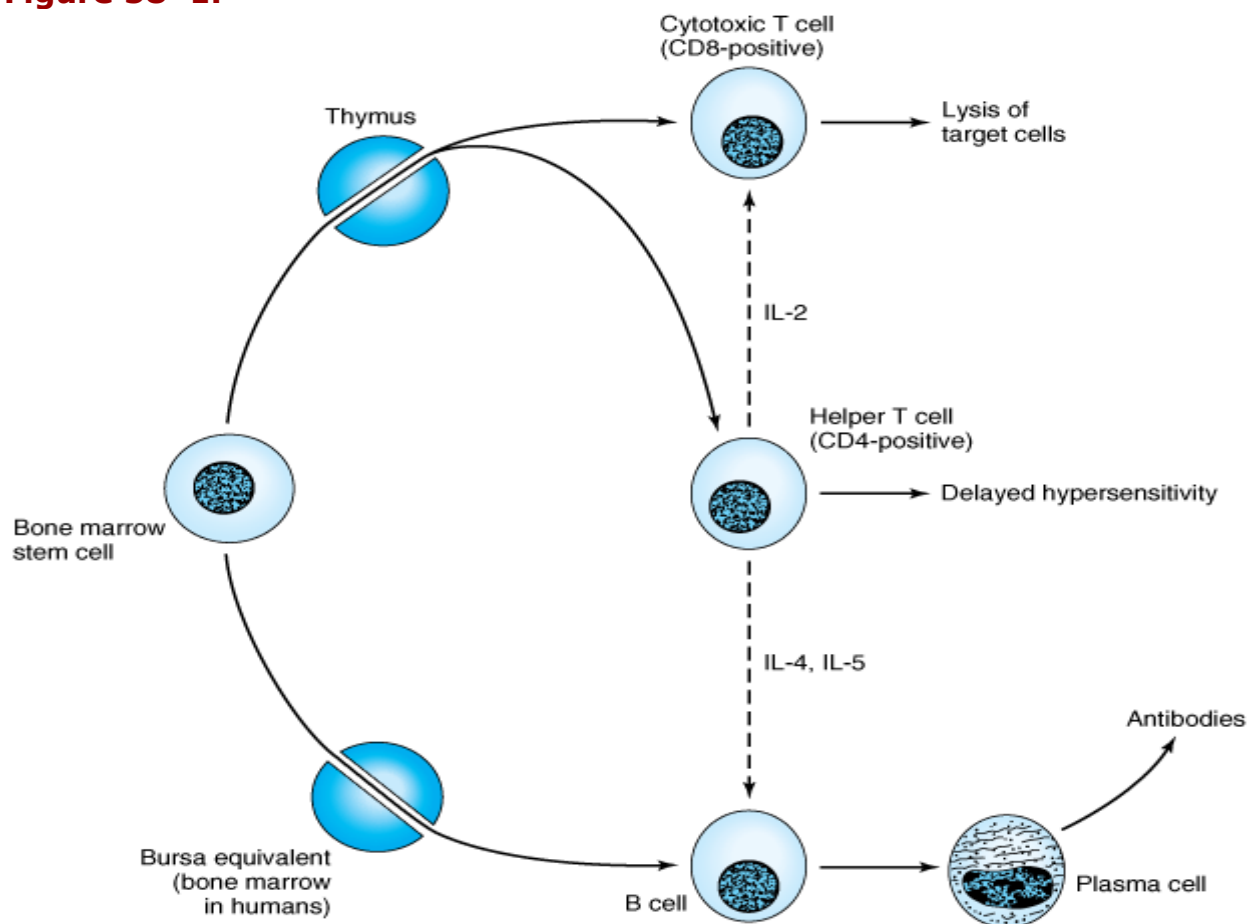 Cytotoxic T cell
(CD8-positive)
Thymus
Lysis of
target cells
IL-2
Helper T cell
(CD4-positive)
Delayed hypersensitivity
Bone marrow
stem cell
IL-4, IL-5
Antibodies
Bursa equivalent
(bone marrow
in humans)
B cell
Plasma cell